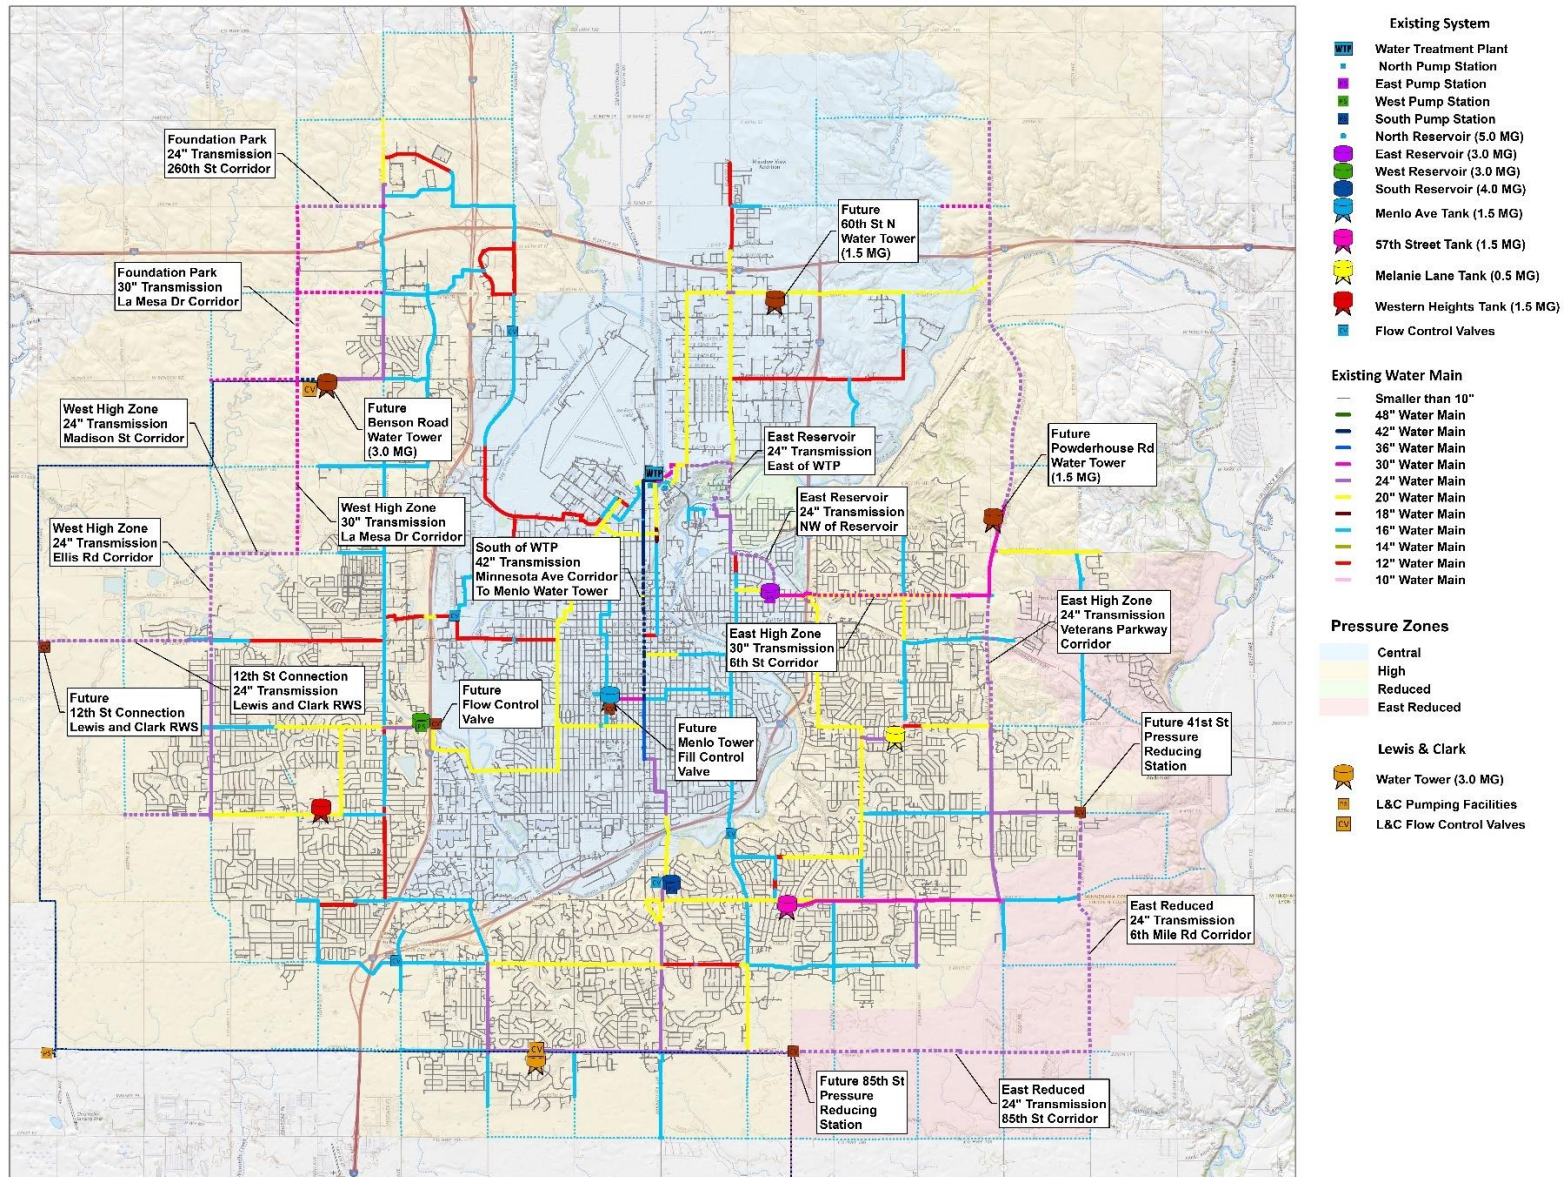 Foundation Park
24" Transmission
260th St Corridor
Foundation Park
30" Transmission
La Mesa Dr Corridor
West High Zone
24" Transmission
Madison St Corridor
Future
Benson Road
Water Tower
(3.0 MG)
Future
60th St N
Water Tower
(1.5 MG)
East Reservoir
24" Transmission
East of WTP
Future
Powderhouse Rd
Water Tower
(1.5 MG)
WTP
East Reservoir
24" Transmission
NW of Reservoir
West High Zone
30" Transmission
La Mesa Dr Corridor
West High Zone
24" Transmission
Ellis Rd Corridor
South of WTP
42" Transmission
Minnesota Ave Corridor
To Menlo Water Tower
East High Zone
30" Transmission
6th St Corridor
East High Zone
24" Transmission
Veterans Parkway
Corridor
Future
12th St Connection
Lewis and Clark RWS
12th St Connection
24" Transmission
Lewis and Clark RWS
Future
Flow Control
Valve
Future
Menlo Tower
Fill Control
Valve
Future 41st St
Pressure
Reducing
Station
East Reduced
24" Transmission
6th Mile Rd Corridor
Future 85th St
Pressure
Reducing
Station
East Reduced
24" Transmission
85th St Corridor
Existing System
WTP Water Treatment Plant
North Pump Station
East Pump Station
West Pump Station
South Pump Station
North Reservoir (5.0 MG)
East Reservoir (3.0 MG)
West Reservoir (3.0 MG)
South Reservoir (4.0 MG)
Menlo Ave Tank (1.5 MG)
57th Street Tank (1.5 MG)
Melanie Lane Tank (0.5 MG)
Western Heights Tank (1.5 MG)
CV Flow Control Valves
Existing Water Main
Smaller than 10"
48" Water Main
42" Water Main
36" Water Main
30" Water Main
24" Water Main
20" Water Main
18" Water Main
16" Water Main
14" Water Main
12" Water Main
10" Water Main
Pressure Zones
Central
High
Reduced
East Reduced
Lewis & Clark
Water Tower (3.0 MG)
PS L&C Pumping Facilities
CV L&C Flow Control Valves